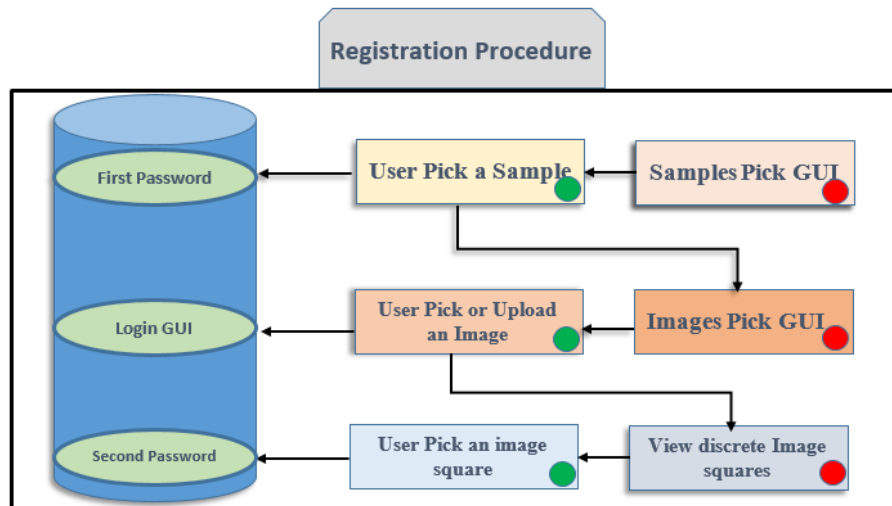 Registration Procedure
First Password
User Pick a Sample
Samples Pick GUI
Login GUI
User Pick or Upload
an Image
Images Pick GUI
Second Password
User Pick an image
square
View discrete Image
squares